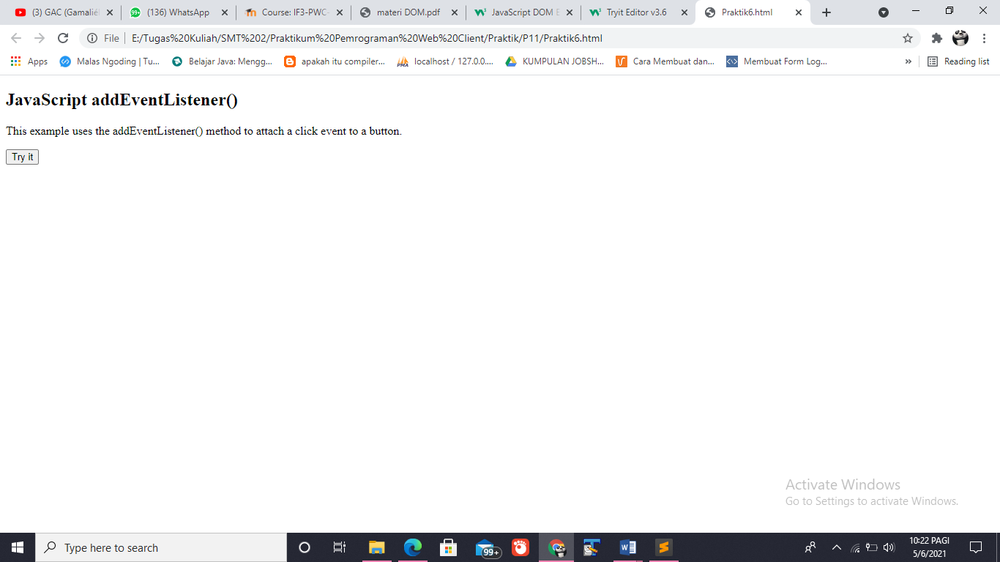 (3) GAC (Gamalié
(136) WhatsApp
Course: IF3-PWC-
materi DOM.pdf
JavaScript DOM E
Tryit Editor v3.6
Praktik6.html
File
E:/Tugas%20Kuliah/SMT%202/Praktikum%20Pemrograman%20Web%20Client/Praktik/P11/Praktik6.html
Apps
Malas Ngoding | Tu...
Belajar Java: Mengg...
apakah itu compiler...
PMA
localhost / 127.0.0....
KUMPULAN JOBSH...
Cara Membuat dan...
Membuat Form Log...
»
Reading list
JavaScript addEventListener()
This example uses the addEventListener() method to attach a click event to a button.
Try it
Activate Windows
Go to Settings to activate Windows.
Type here to search
99+
10:22 PAGI
5/6/2021